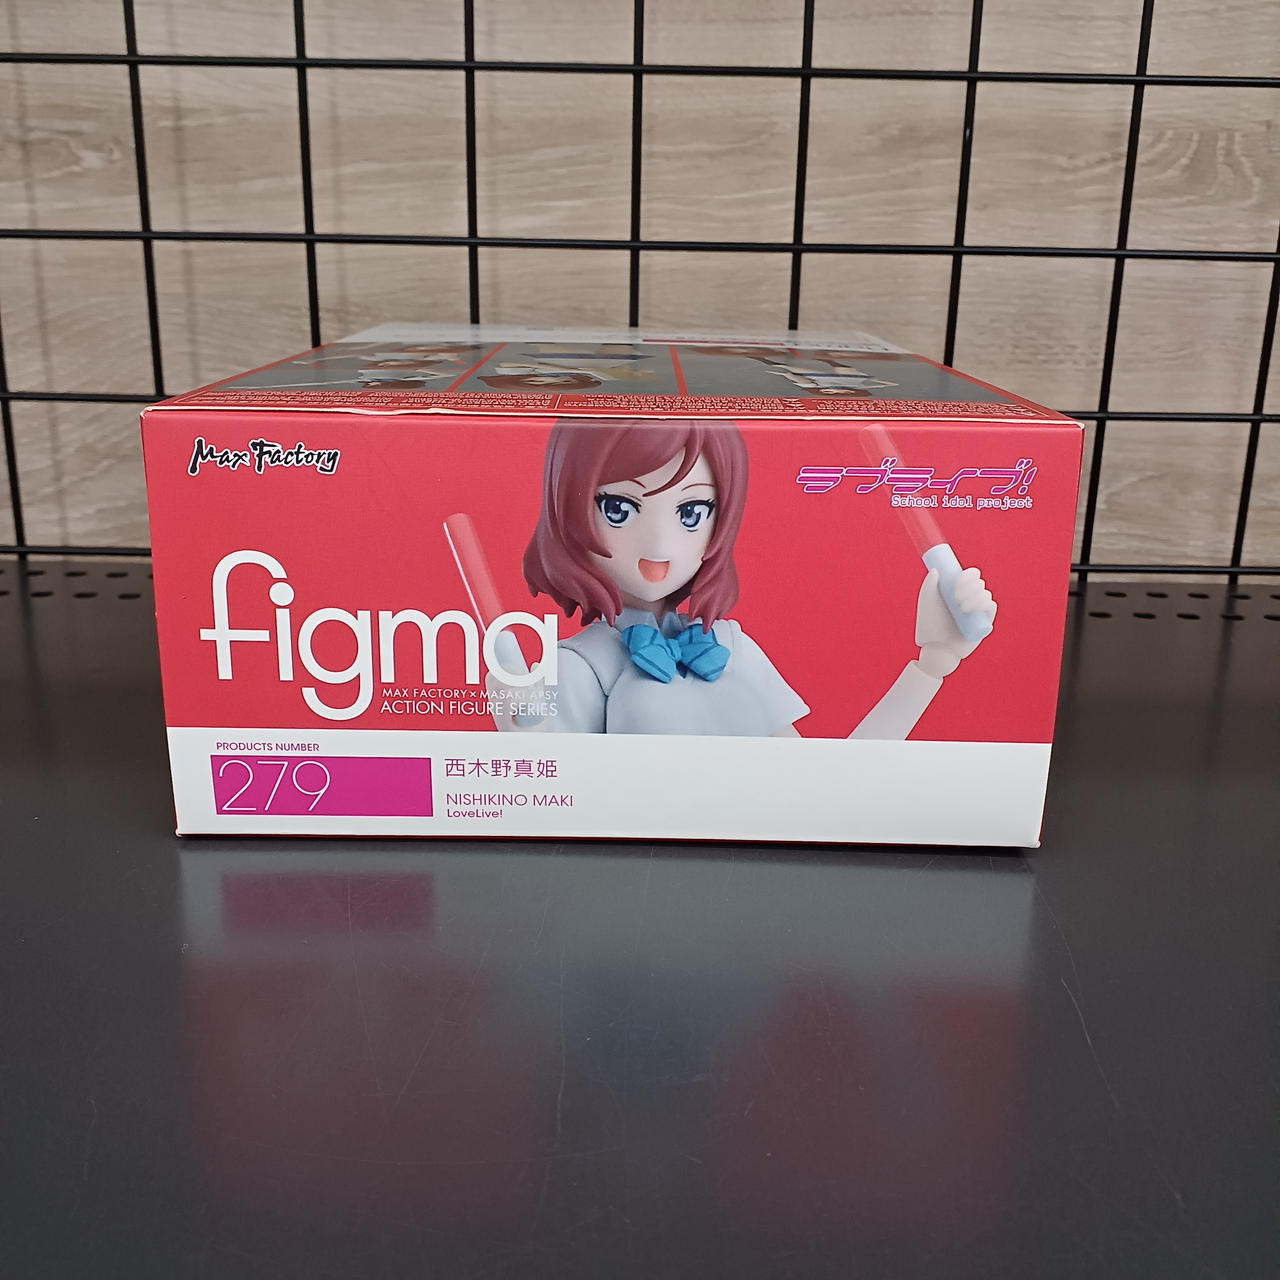 Max Factory
ラブライブ!
School idol project
figma
MAX FACTORY×MASAKI APSY
ACTION FIGURE SERIES
PRODUCTS NUMBER
279
西木野真姫
NISHIKINO MAKI
LoveLive!